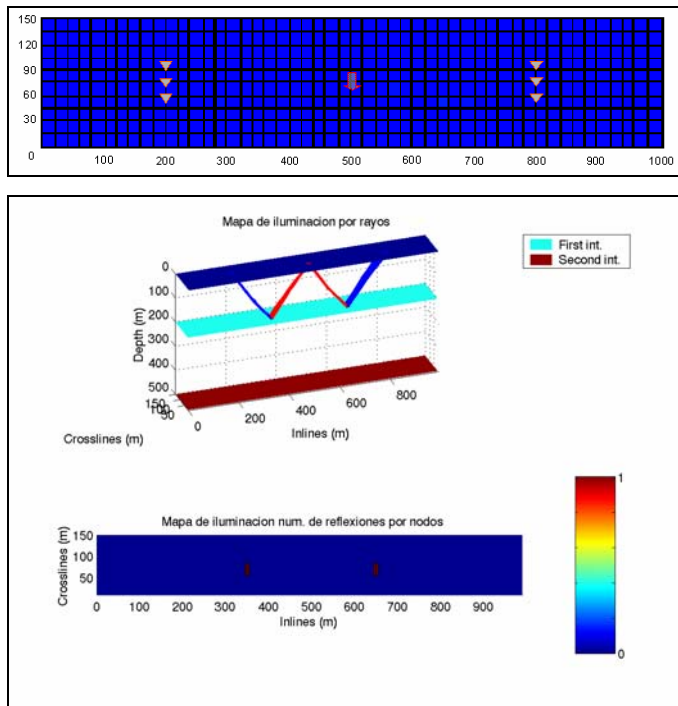 150
120
90
60
30
0
100 200 300 400 500 600 700 800 900 1000
Mapa de iluminacion por rayos
First int.
Second int.
0
100
200
300
400
500
Depth (m)
150
100
50
Crosslines (m)
0 200 400 600 800
Inlines (m)
Mapa de iluminacion num. de reflexiones por nodos
150
100
50
Crosslines (m)
0 100 200 300 400 500 600 700 800 900
Inlines (m)
1
0